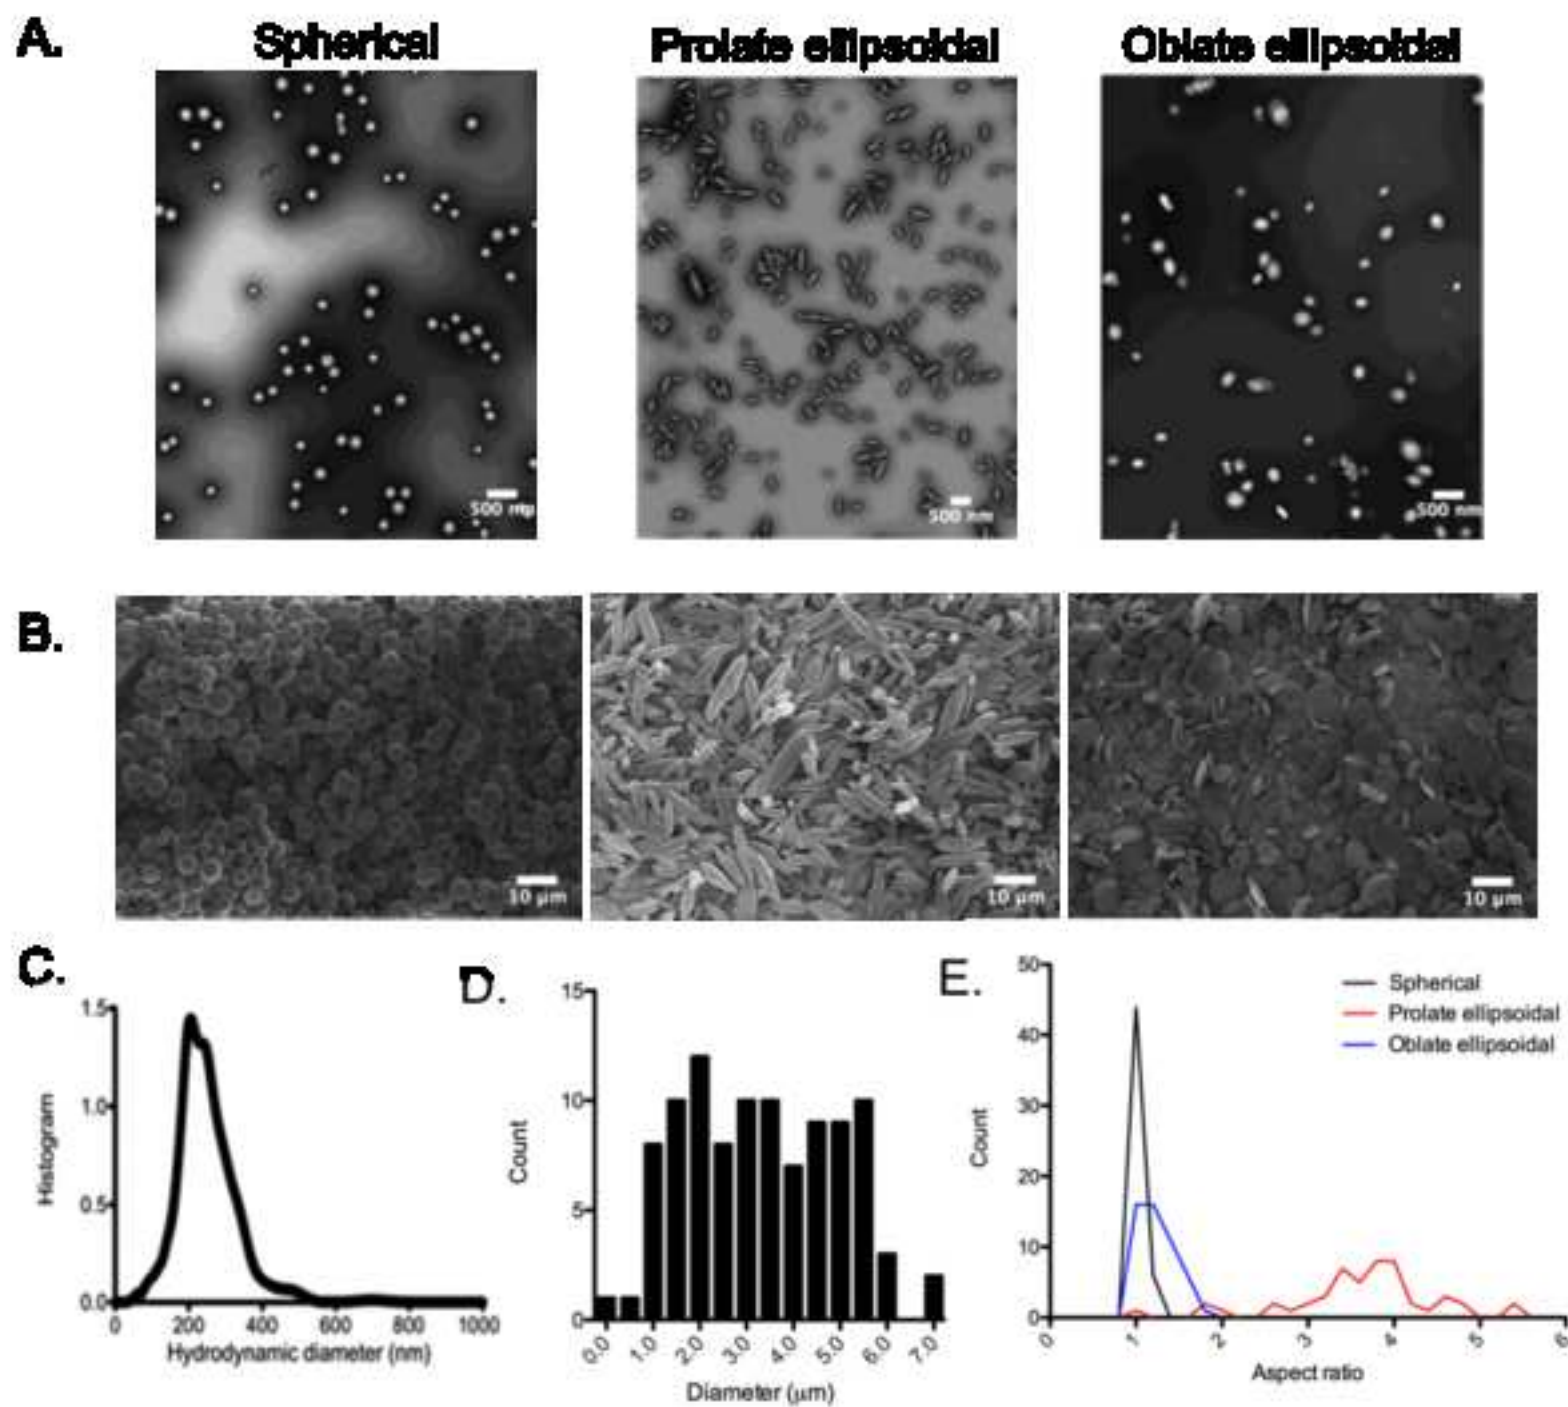 A.
Spherical
Prolate ellipsoidal
Oblate ellipsoidal
500 nm
500 nm
500 nm
B.
10 µm
10 µm
10 µm
C.
Histogram
1.5
1.0
0.5
0.0
0 200 400 600 800 1000
Hydrodynamic diameter (nm)
D.
Count
15
10
5
0
0.0 1.0 2.0 3.0 4.0 5.0 6.0 7.0
Diameter (µm)
E.
Count
50
40
30
20
10
0
0 1 2 3 4 5 6
Aspect ratio
Spherical
Prolate ellipsoidal
Oblate ellipsoidal